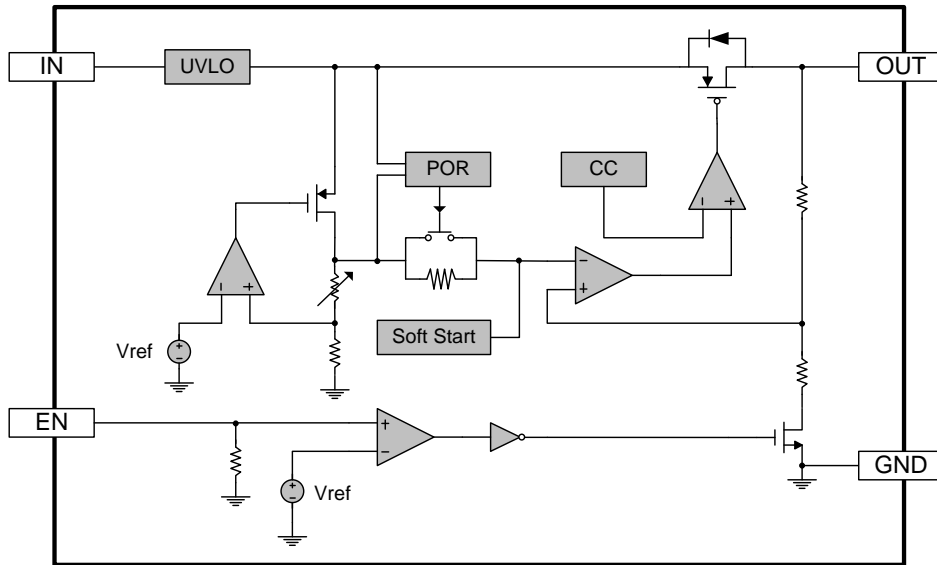 IN
UVLO
OUT
POR
CC
Soft Start
Vref
EN
Vref
GND